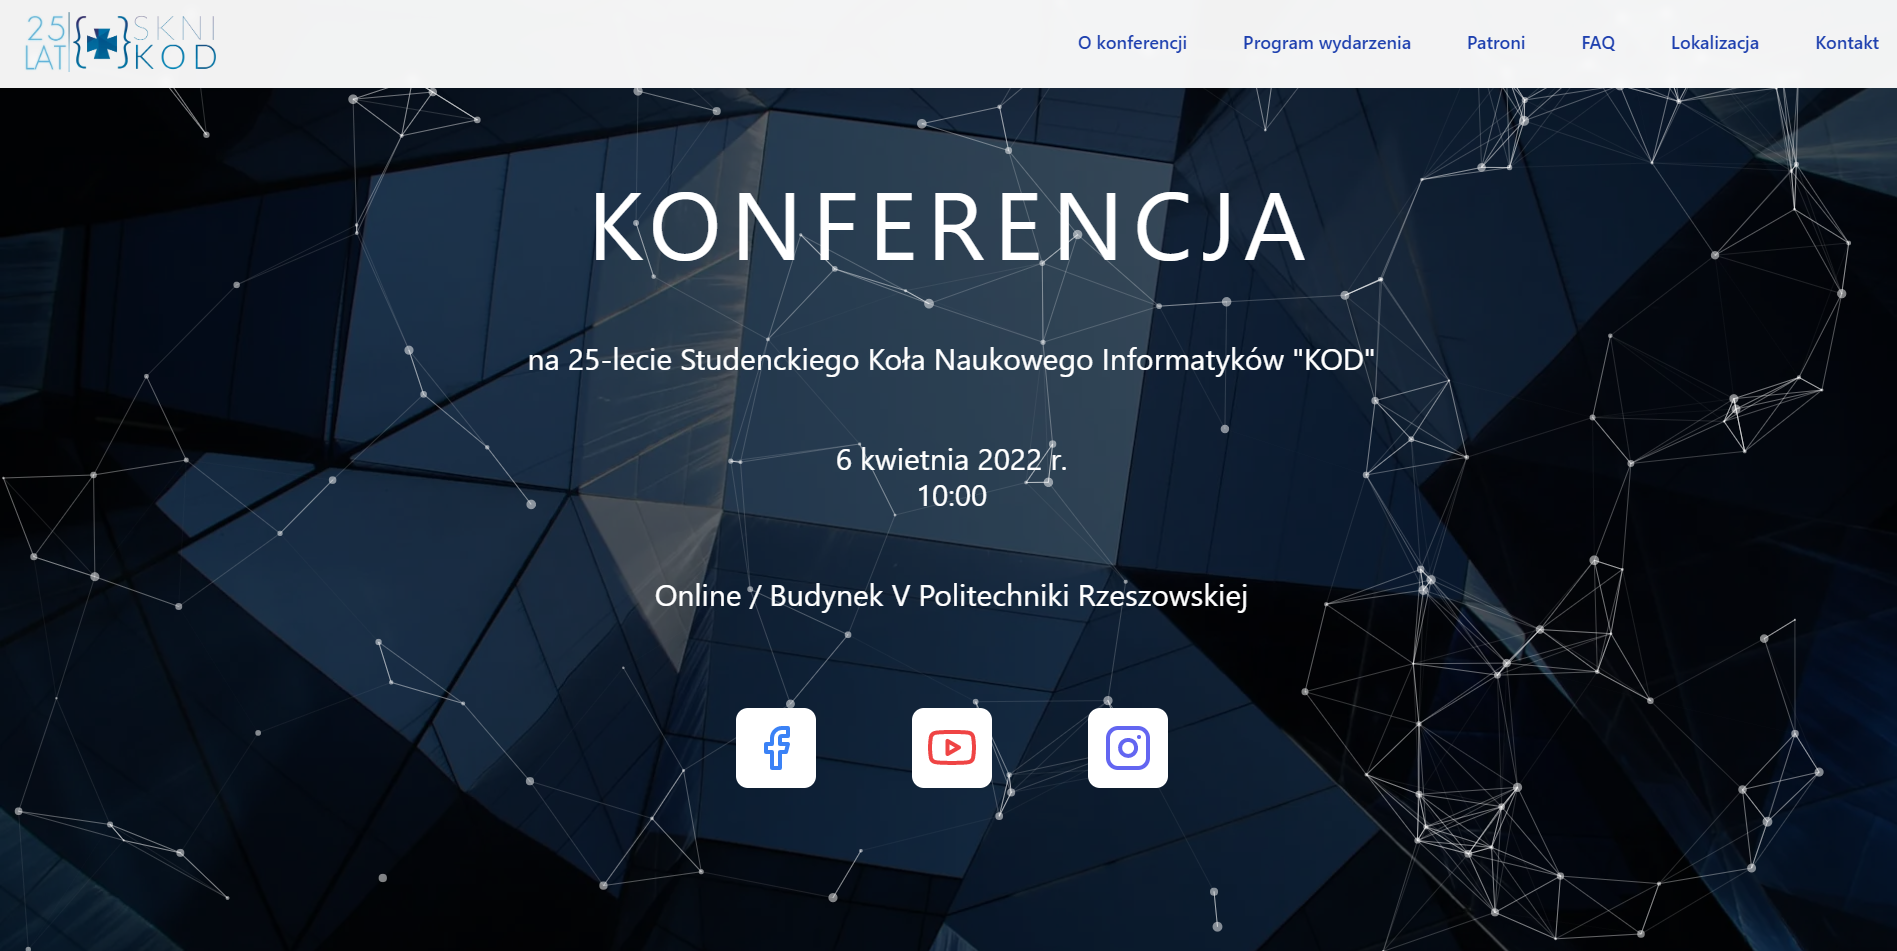 25 LAT
SKNI KOD
O konferencji
Program wydarzenia
Patroni
FAQ
Lokalizacja
Kontakt
KONFERENCJA
na 25-lecie Studenckiego Koła Naukowego Informatyków "KOD"
6 kwietnia 2022 r.
10:00
Online / Budynek V Politechniki Rzeszowskiej